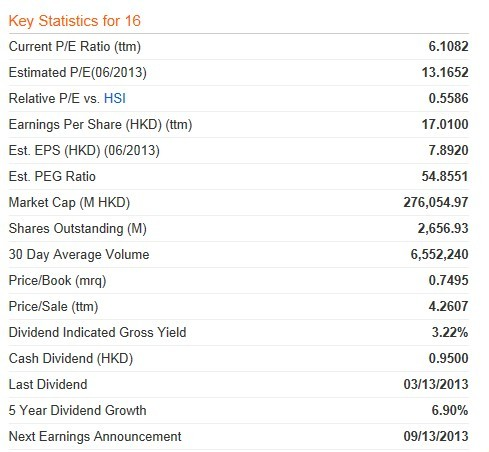 Key Statistics for 16
Current P/E Ratio (ttm) 6.1082
Estimated P/E(06/2013) 13.1652
Relative P/E vs. HSI 0.5586
Earnings Per Share (HKD) (ttm) 17.0100
Est. EPS (HKD) (06/2013) 7.8920
Est. PEG Ratio 54.8551
Market Cap (M HKD) 276,054.97
Shares Outstanding (M) 2,656.93
30 Day Average Volume 6,552,240
Price/Book (mrq) 0.7495
Price/Sale (ttm) 4.2607
Dividend Indicated Gross Yield 3.22%
Cash Dividend (HKD) 0.9500
Last Dividend 03/13/2013
5 Year Dividend Growth 6.90%
Next Earnings Announcement 09/13/2013